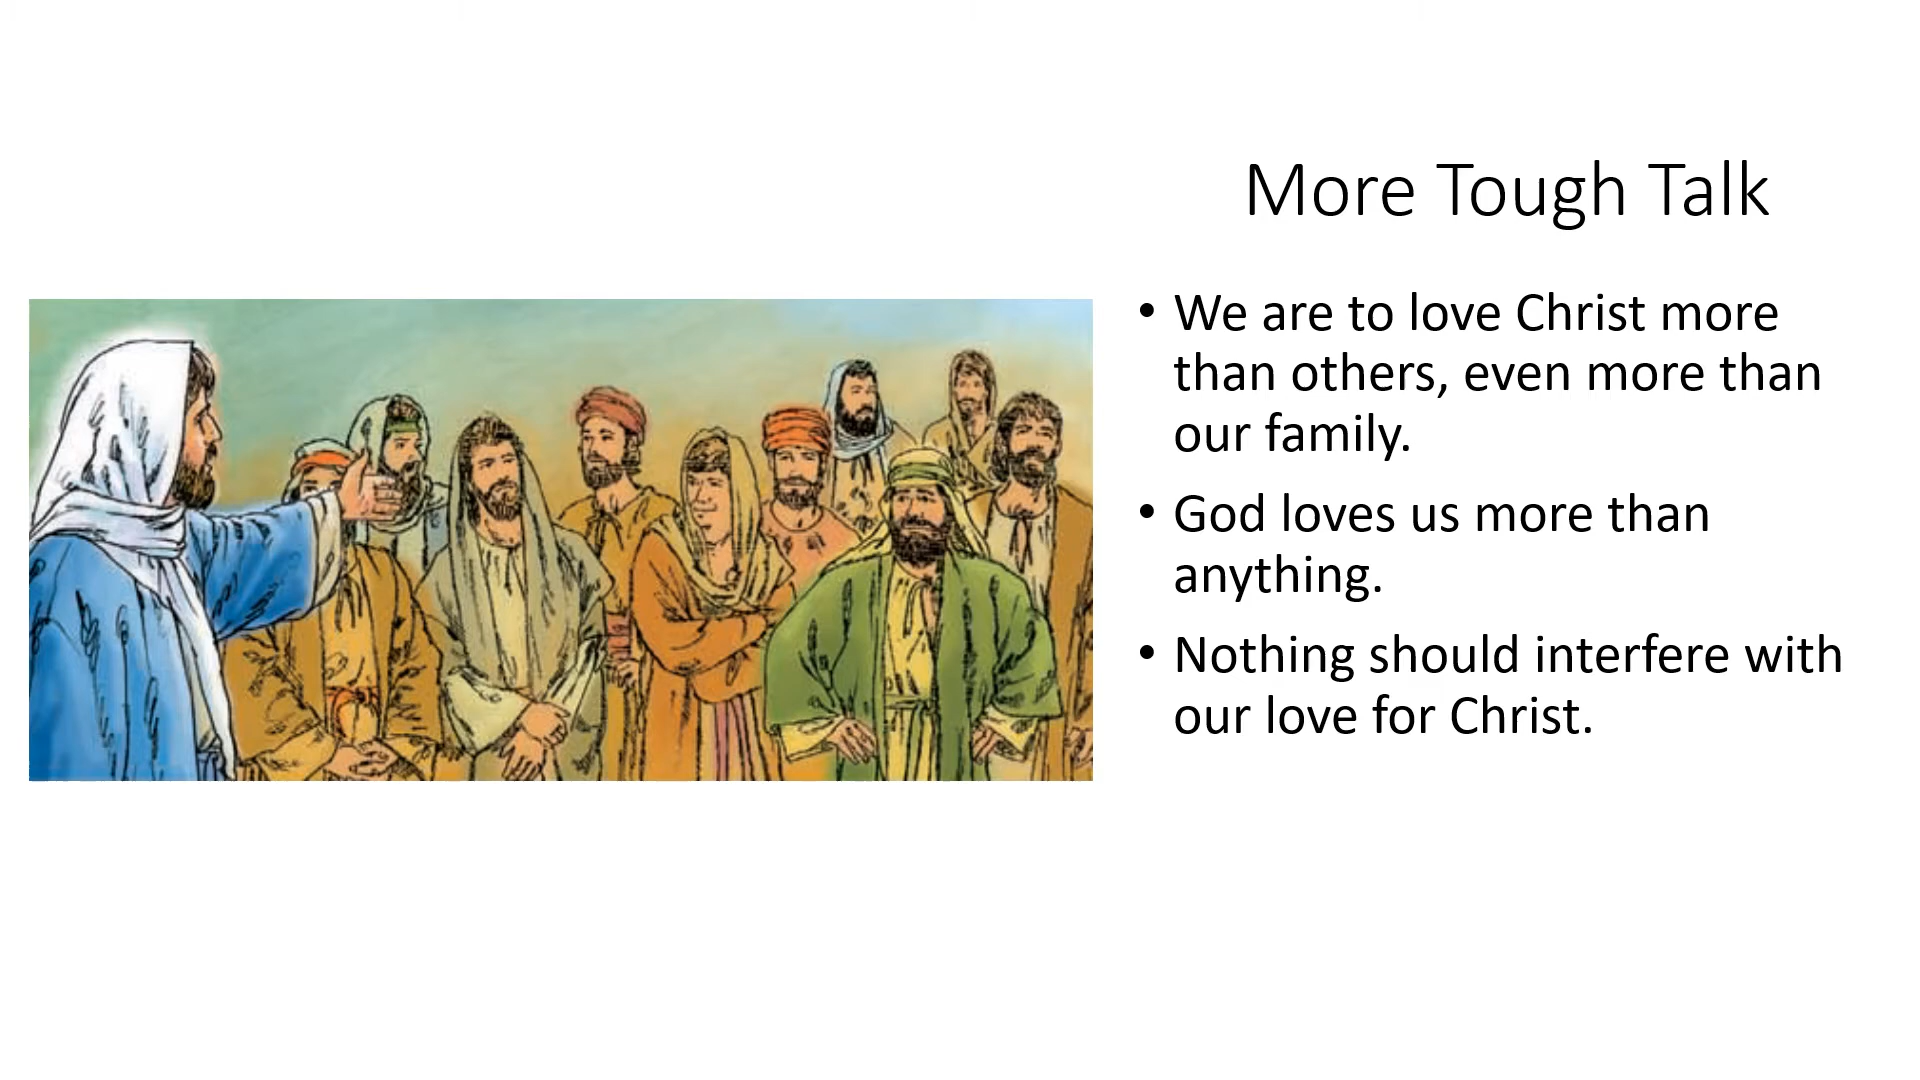 More Tough Talk
• We are to love Christ more
than others, even more than
our family.
• God loves us more than
anything.
• Nothing should interfere with
our love for Christ.